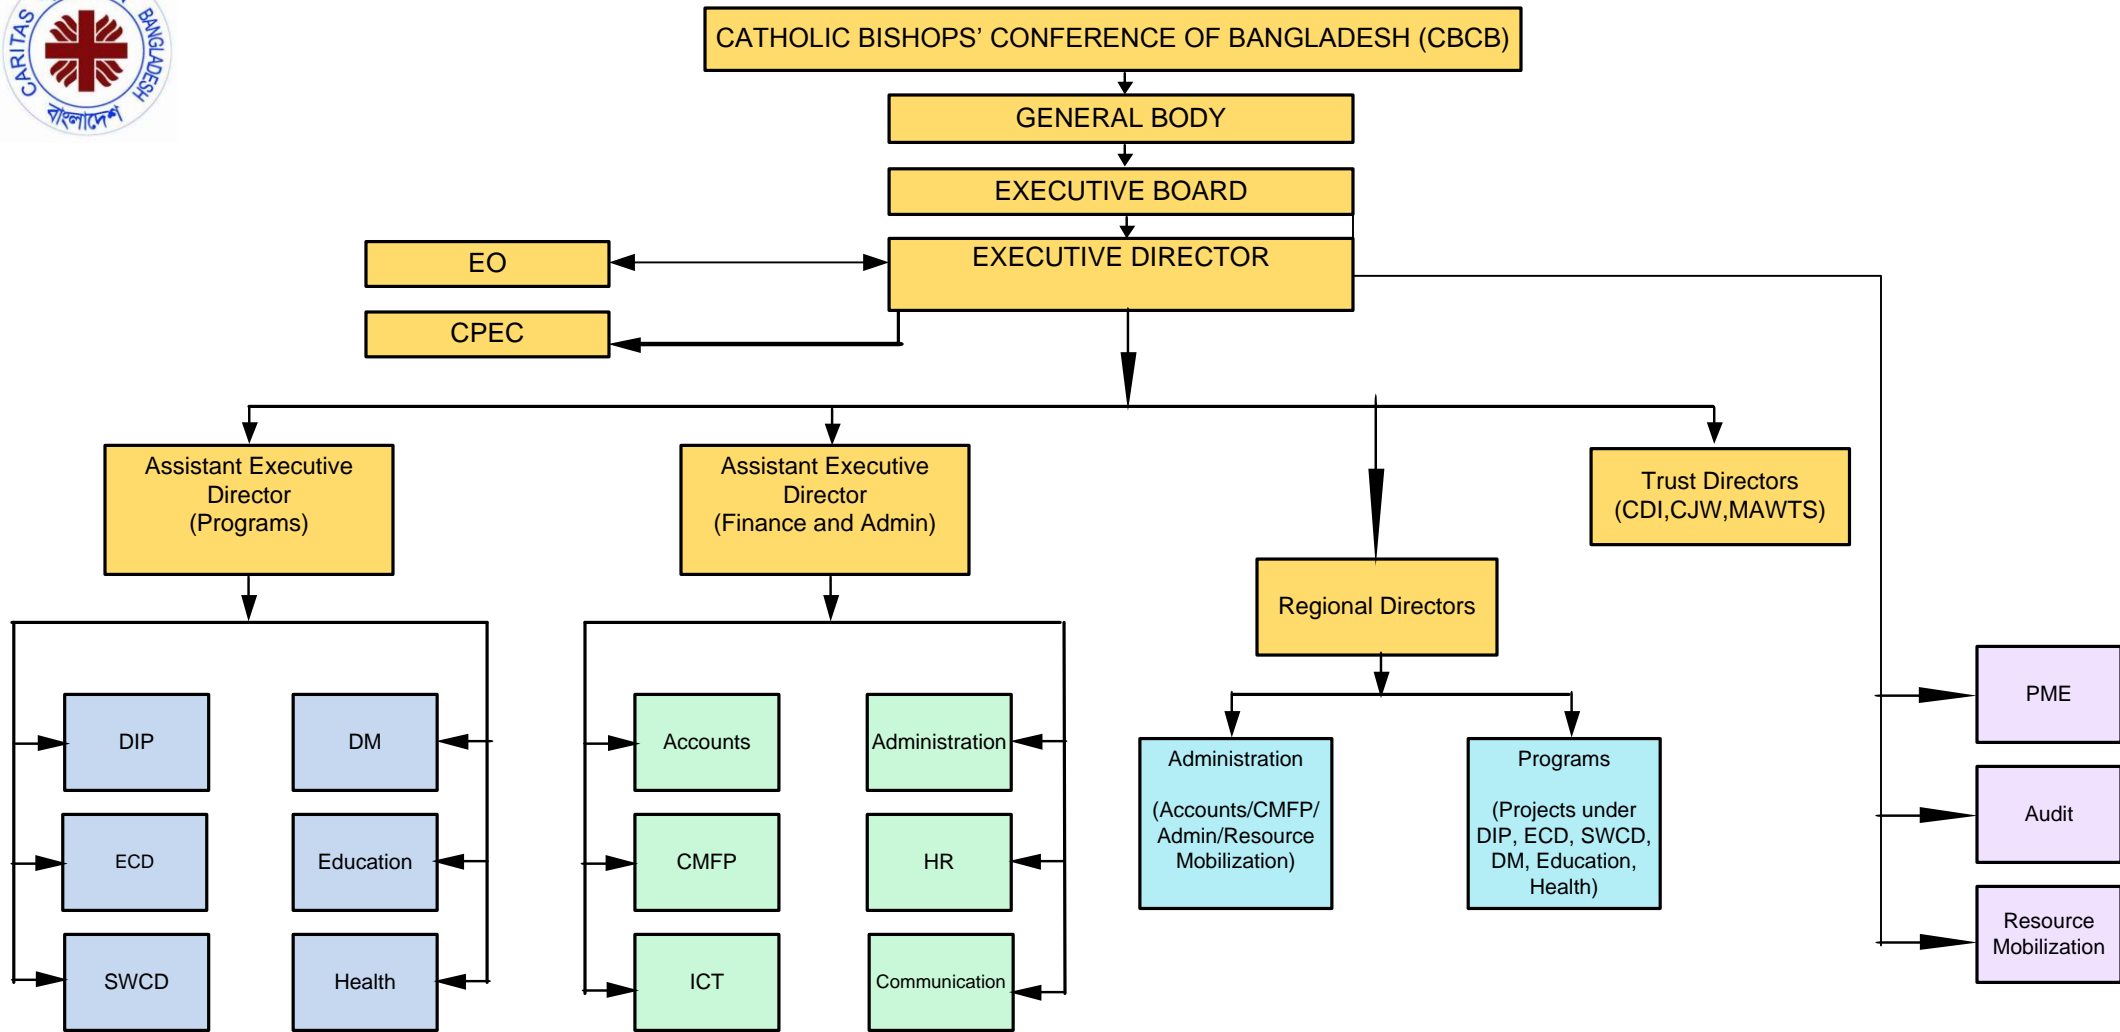 CARITAS
BANGLADESH
বাংলাদেশ
CATHOLIC BISHOPS’ CONFERENCE OF BANGLADESH (CBCB)
GENERAL BODY
EXECUTIVE BOARD
EXECUTIVE DIRECTOR
EO
CPEC
Assistant Executive
Director
(Programs)
Assistant Executive
Director
(Finance and Admin)
Trust Directors
(CDI,CJW,MAWTS)
Regional Directors
DIP
DM
ECD
Education
SWCD
Health
Accounts
Administration
CMFP
HR
ICT
Communication
Administration
(Accounts/CMFP/
Admin/Resource
Mobilization)
Programs
(Projects under
DIP, ECD, SWCD,
DM, Education,
Health)
PME
Audit
Resource
Mobilization